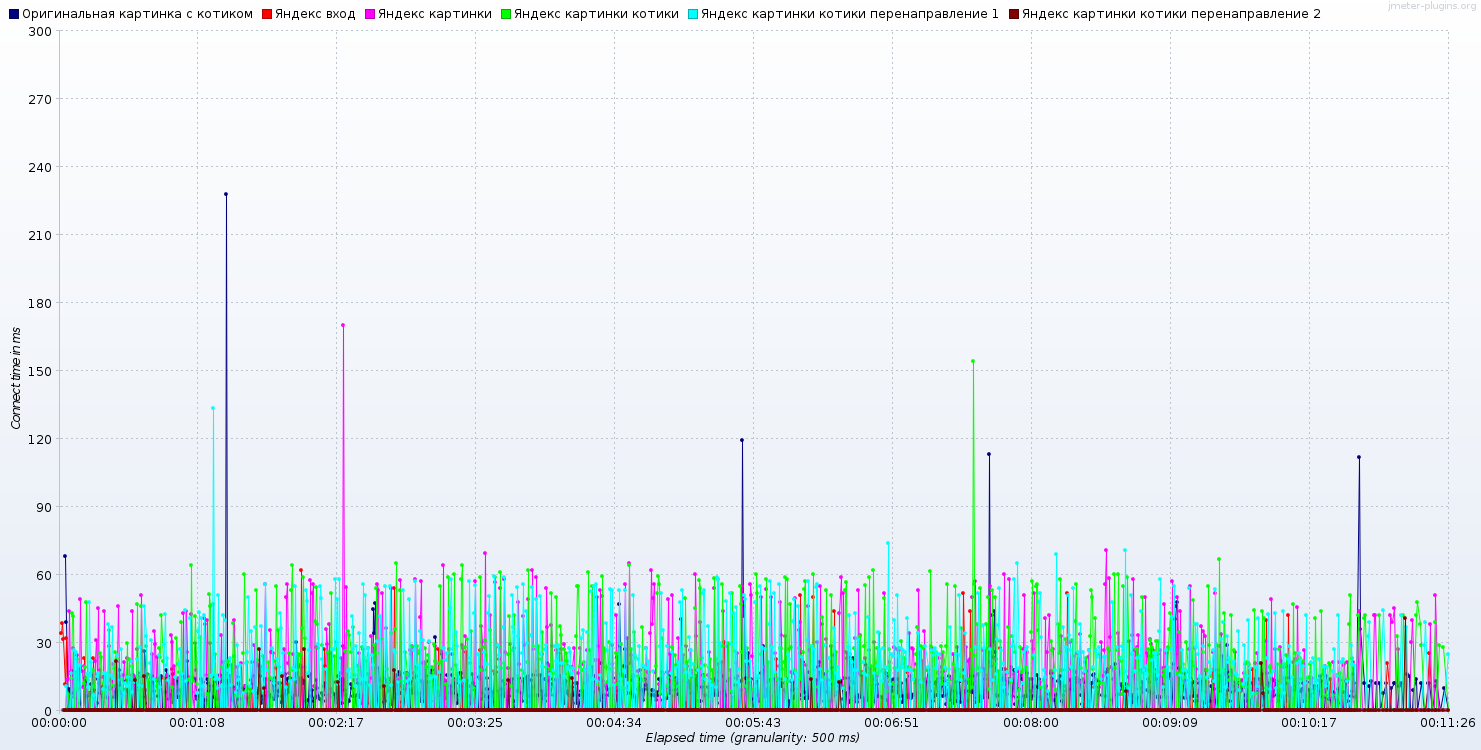 Оригинальная картинка с котиком Яндекс вход Яндекс картинки Яндекс картинки котики Яндекс картинки котики перенаправление 1 Яндекс картинки котики перенаправление 2
jmeter-plugins.org
300
270
240
210
180
150
120
90
60
30
0
Connect time in ms
00:00:00 00:01:08 00:02:17 00:03:25 00:04:34 00:05:43 00:06:51 00:08:00 00:09:09 00:10:17 00:11:26
Elapsed time (granularity: 500 ms)